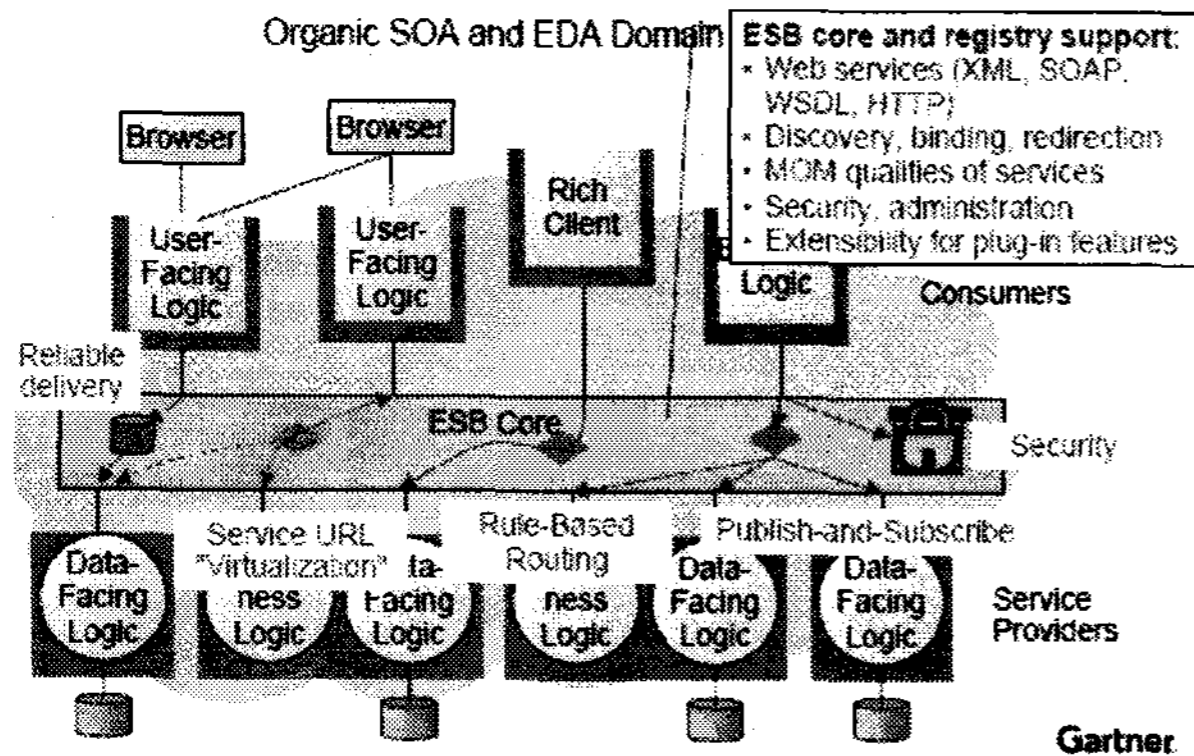 Organic SOA and EDA Domain
ESB core and registry support:
Web services (XML, SOAP,
WSDL, HTTP)
Discovery, binding, redirection
MOM qualities of services
Security, administration
Extensibility for plug-in features
Browser
Browser
User-
Facing
Logic
User-
Facing
Logic
Rich
Client
Logic
Consumers
Reliable
delivery
ESB Core
Security
Service URL
"Virtualization"
Rule-Based
Routing
Publish-and-Subscribe
Data-
Facing
Logic
ness
Logic
ta-
Facing
Logic
ness
Logic
Data-
Facing
Logic
Data-
Facing
Logic
Service
Providers
Gartner